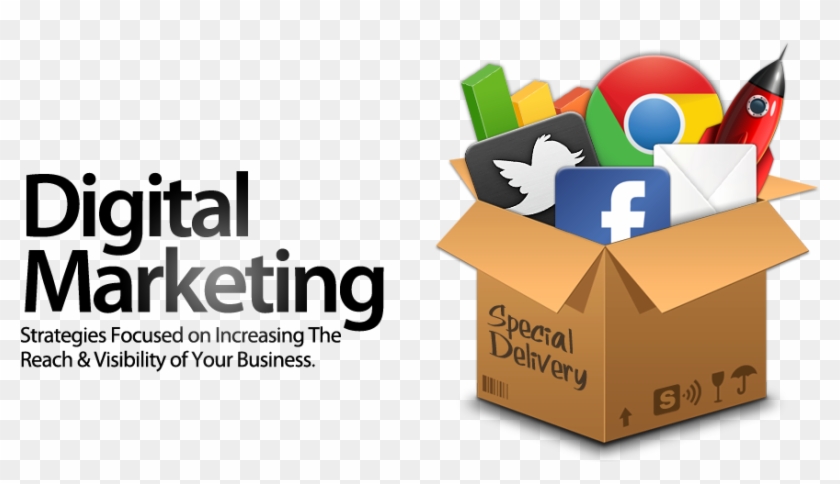 Digital
Marketing
Strategies Focused on Increasing The
Reach & Visibility of Your Business.
f
Special
Delivery
S